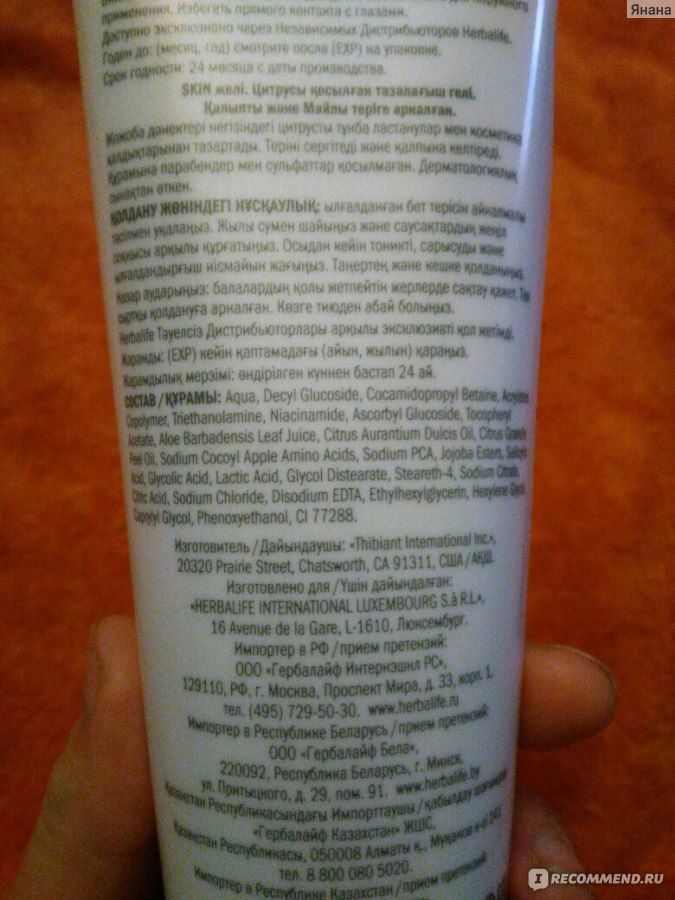 Янана
применения. Избегать прямого контакта с глазами.
Доступно эксклюзивно через Независимых Дистрибьюторов Herbalife.
Годен до: (месяц, год) смотрите после (EXP) на упаковке.
Срок годности: 24 месяца с даты производства.
SKIN желі. Цитрусы қосылған тазалағыш гелі.
Қалыпты және Майлы теріге арналған.
Жожоба дәнектері негізіндегі цитрусты тұнба ластанулар мен косметика
қалдықтарынан тазартады. Теріні сергітеді және қалпына келтіреді.
Құрамына парабендер мен сульфаттар қосылмаған. Дерматологиялық
сынақтан өткен.
ҚОЛДАНУ ЖӨНІНДЕГІ НҰСҚАУЛЫҚ: ылғалданған бет терісін айналмалы
тәсілмен уқалаңыз. Жылы сумен шайыңыз және саусақтардың жеңіл
арқылы құрғатыңыз. Осыдан кейін тоникті, сарысуды және
ылғалдандырғыш жағыңыз. Таңертең және кешке қолданыңыз.
Назар аударыңыз: балалардың қолы жетпейтін жерлерде сақтау қажет. Тек
сыртқы қолдануға арналған. Көзге тиюден абай болыңыз.
Herbalife Тәуелсіз Дистрибьюторлары арқылы эксклюзивті қол жетімді.
Қараңды: (EXP) кейін қаптамадағы (айын, жылын) қараңыз.
Жарамдылық мерзімі: өндірілген күннен бастап 24 ай.
СОСТАВ / ҚҰРАМЫ: Aqua, Decyl Glucoside, Cocamidopropyl Betaine, Acrylates
Copolymer, Triethanolamine, Niacinamide, Ascorbyl Glucoside, Tocopheryl
Acetate, Aloe Barbadensis Leaf Juice, Citrus Aurantium Dulcis Oil, Citrus Grandis
Peel Oil, Sodium Cocoyl Apple Amino Acids, Sodium PCA, Jojoba Esters, Salicylic
Acid, Glycolic Acid, Lactic Acid, Glycol Distearate, Steareth-4, Sodium Citrate,
Citric Acid, Sodium Chloride, Disodium EDTA, Ethylhexylglycerin, Hexylene Glycol,
Caprylyl Glycol, Phenoxyethanol, CI 77288.
Изготовитель / Дайындаушы: «Thibiant International Inc.»,
20320 Prairie Street, Chatsworth, CA 91311, США / АҚШ.
Изготовлено для / Үшін дайындалған:
«HERBALIFE INTERNATIONAL LUXEMBOURG S.à R.L»,
16 Avenue de la Gare, L-1610, Люксембург.
Импортер в РФ / прием претензий:
ООО «Гербалайф Интернэшнл РС»,
129110, РФ, г. Москва, Проспект Мира, д. 33, корп. 1,
тел. (495) 729-50-30. www.herbalife.ru
Импортер в Республике Беларусь / прием претензий:
ООО «Гербалайф Бела»,
220092, Республика Беларусь, г. Минск,
ул. Притыцкого, д. 29, пом. 91. www.herbalife.by
Қазақстан Республикасындағы Импорттаушы / қабылдау
«Гербалайф Казахстан» ЖШС,
Қазақстан Республикасы, 050008 Алматы қ., Мұқанов к-сі 241,
тел. 8 800 080 5020.
Импортер в Республике Казахстан / прием претензий
IRECOMMEND.RU